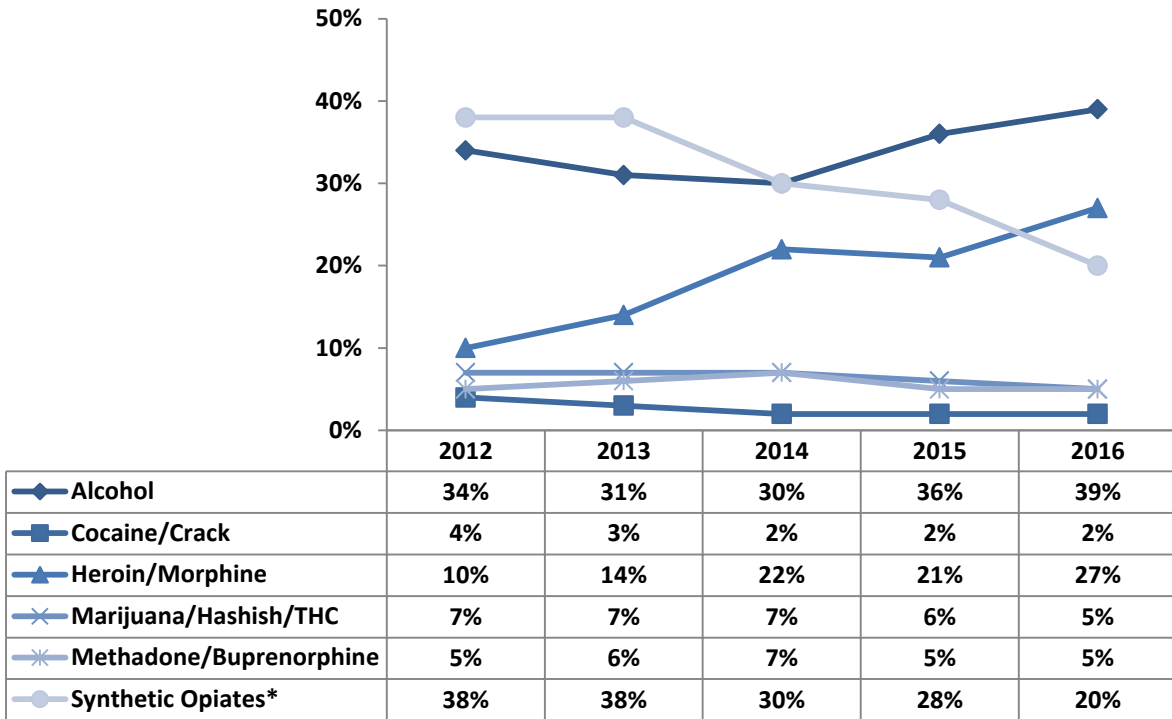 50%
40%
30%
20%
10%
0%
2012 2013 2014 2015 2016
Alcohol 34% 31% 30% 36% 39%
Cocaine/Crack 4% 3% 2% 2% 2%
Heroin/Morphine 10% 14% 22% 21% 27%
Marijuana/Hashish/THC 7% 7% 7% 6% 5%
Methadone/Buprenorphine 5% 6% 7% 5% 5%
Synthetic Opiates* 38% 38% 30% 28% 20%